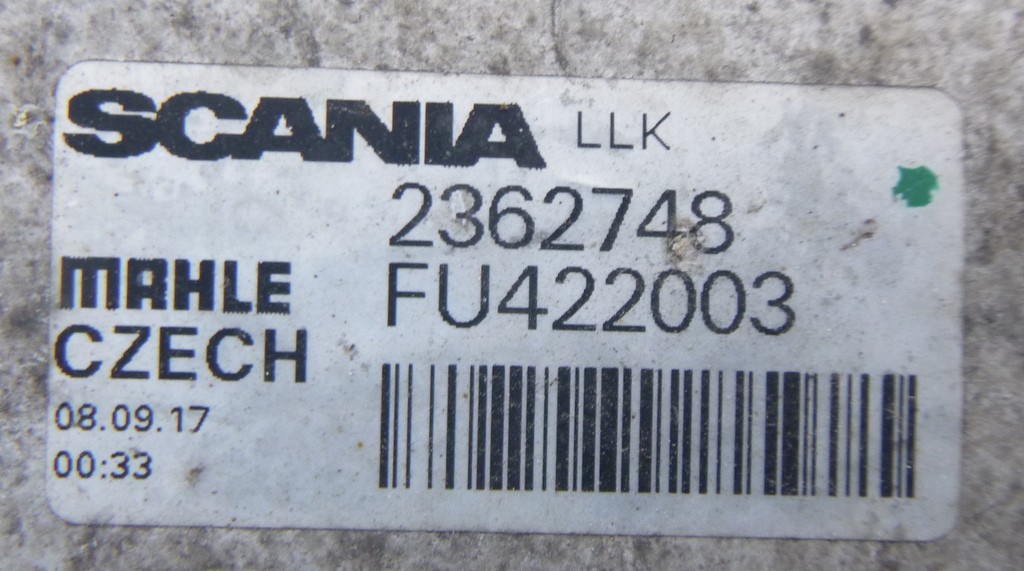 SCANIA LLK
2362748
FU422003
MAHLE
CZECH
08.09.17
00:33